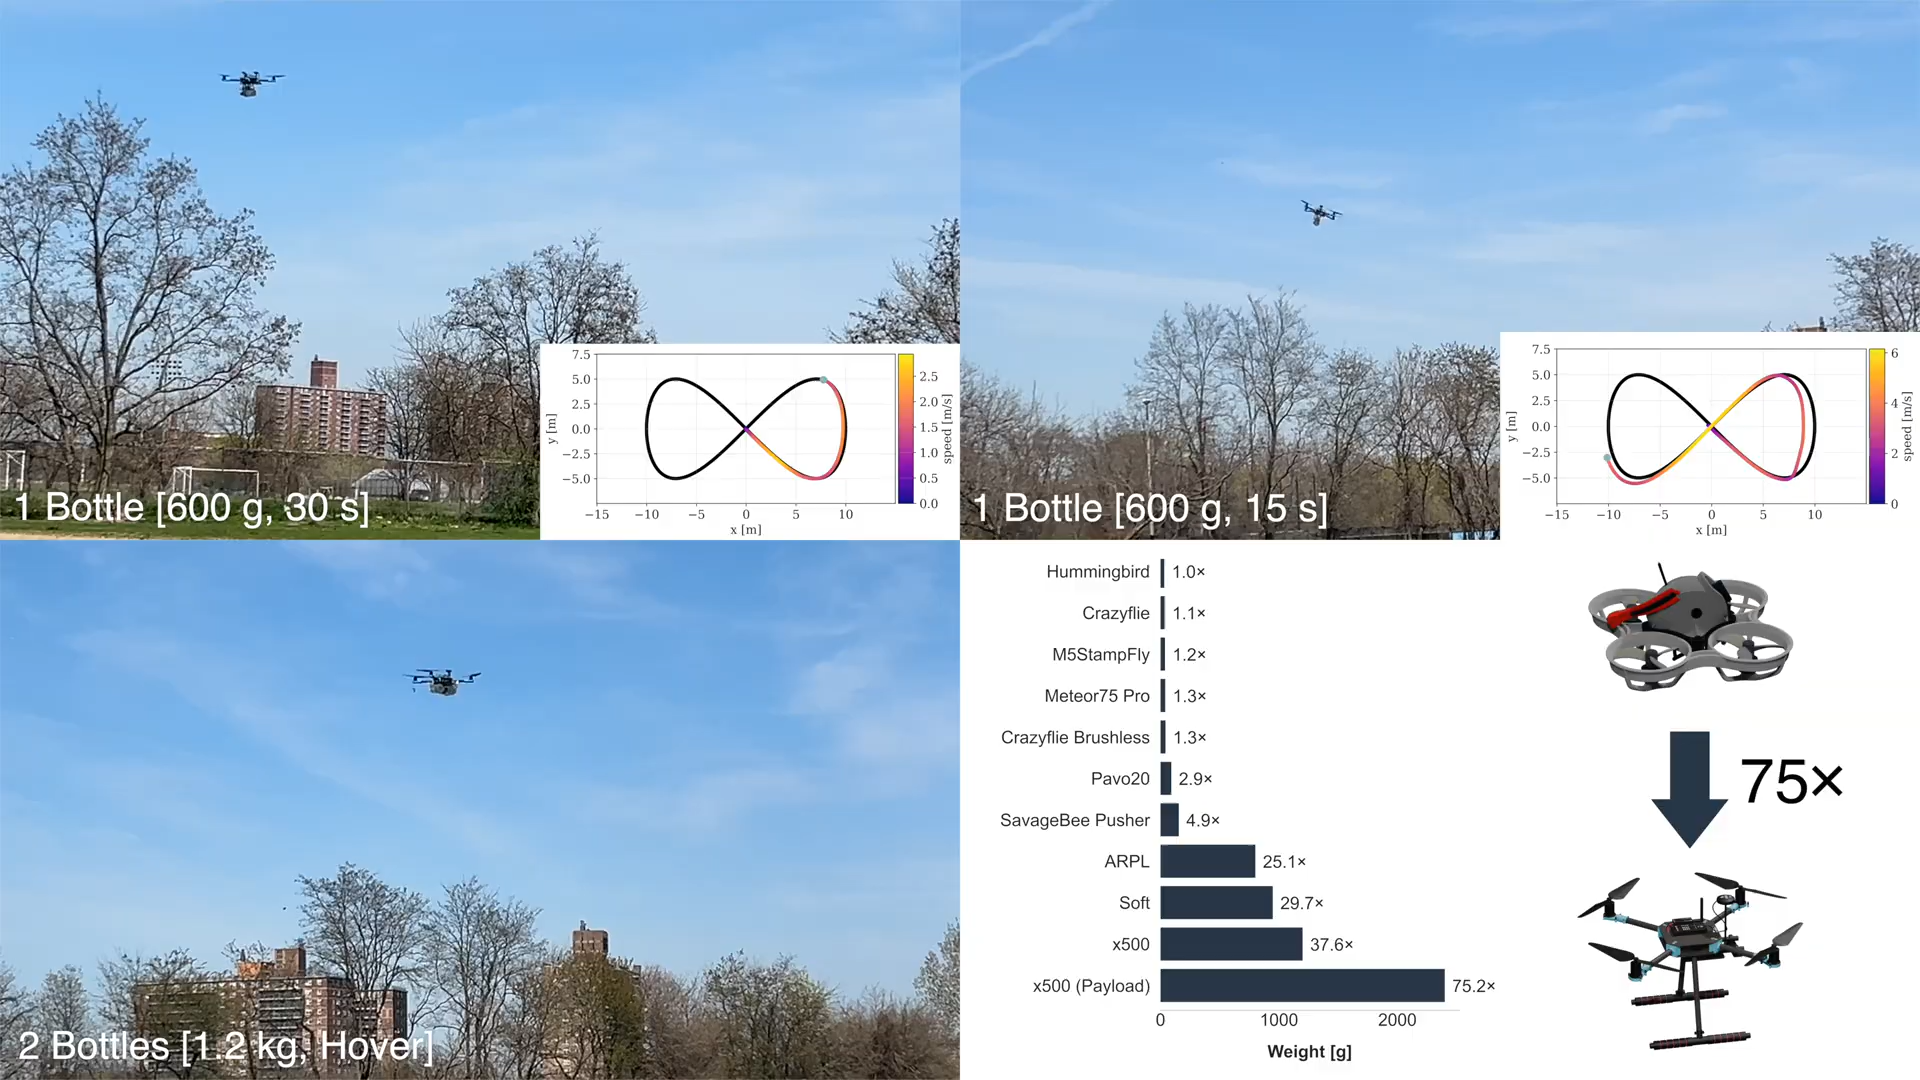 7.5
5.0
2.5
0.0
−2.5
−5.0
y [m]
−15 −10 −5 0 5 10
x [m]
2.5
2.0
1.5
1.0
0.5
0.0
speed [m/s]
1 Bottle [600 g, 30 s]
7.5
5.0
2.5
0.0
−2.5
−5.0
y [m]
−15 −10 −5 0 5 10
x [m]
6
4
2
0
speed [m/s]
1 Bottle [600 g, 15 s]
2 Bottles [1.2 kg, Hover]
Hummingbird 1.0×
Crazyflie 1.1×
M5StampFly 1.2×
Meteor75 Pro 1.3×
Crazyflie Brushless 1.3×
Pavo20 2.9×
SavageBee Pusher 4.9×
ARPL 25.1×
Soft 29.7×
x500 37.6×
x500 (Payload) 75.2×
0 1000 2000
Weight [g]
75×